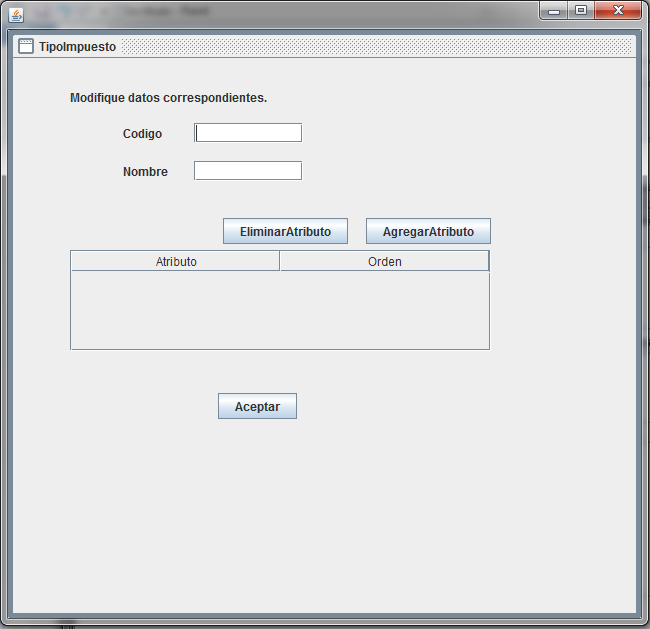 TipoImpuesto
Modifique datos correspondientes.
Codigo
Nombre
EliminarAtributo AgregarAtributo
Atributo Orden
Aceptar